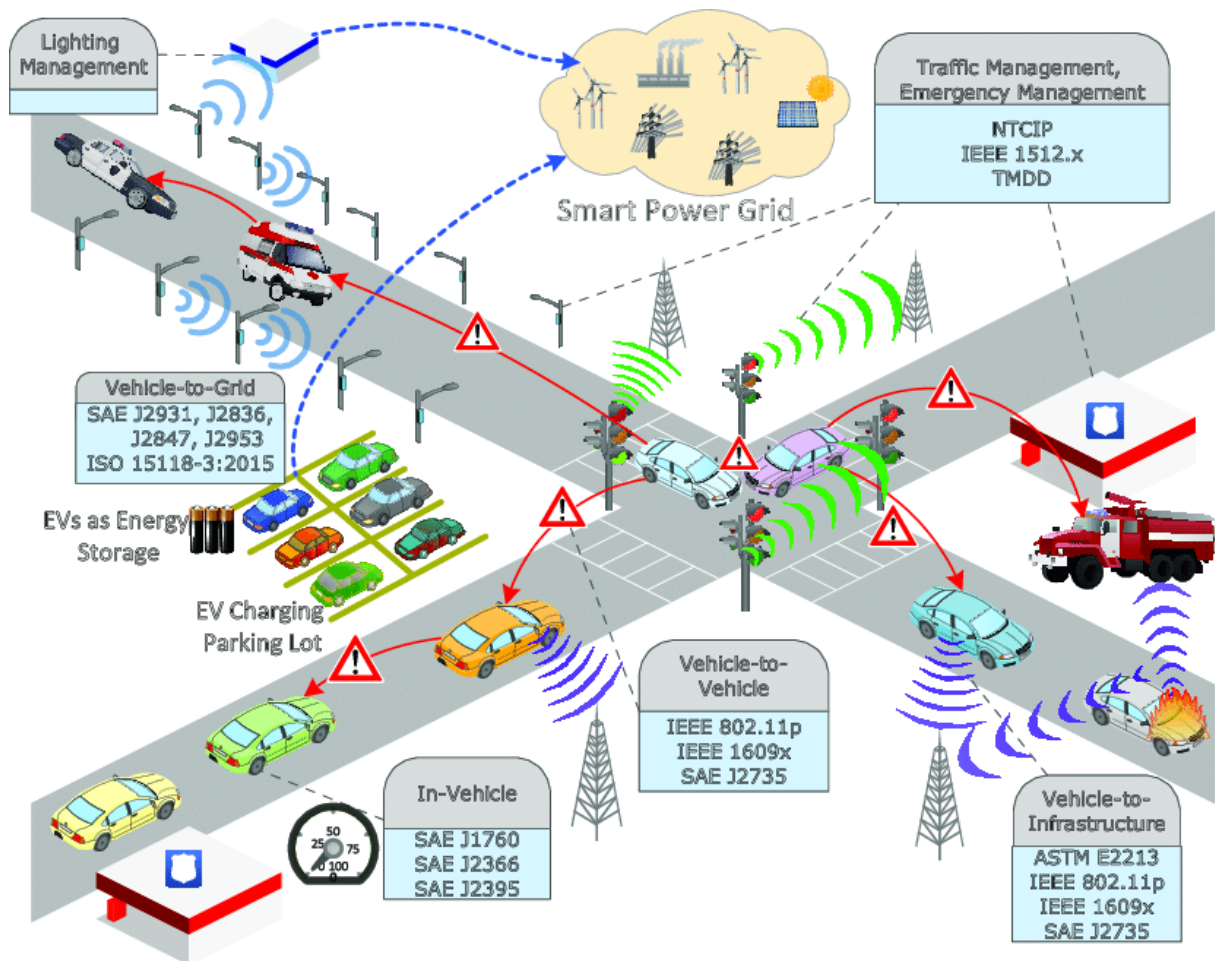 Lighting
Management
Traffic Management,
Emergency Management
NTCIP
IEEE 1512.x
TMDD
Smart Power Grid
Vehicle-to-Grid
SAE J2931, J2836,
J2847, J2953
ISO 15118-3:2015
EVs as Energy
Storage
EV Charging
Parking Lot
Vehicle-to-
Vehicle
IEEE 802.11p
IEEE 1609x
SAE J2735
In-Vehicle
SAE J1760
SAE J2366
SAE J2395
50
25 75
0 100
0
Vehicle-to-
Infrastructure
ASTM E2213
IEEE 802.11p
IEEE 1609x
SAE J2735